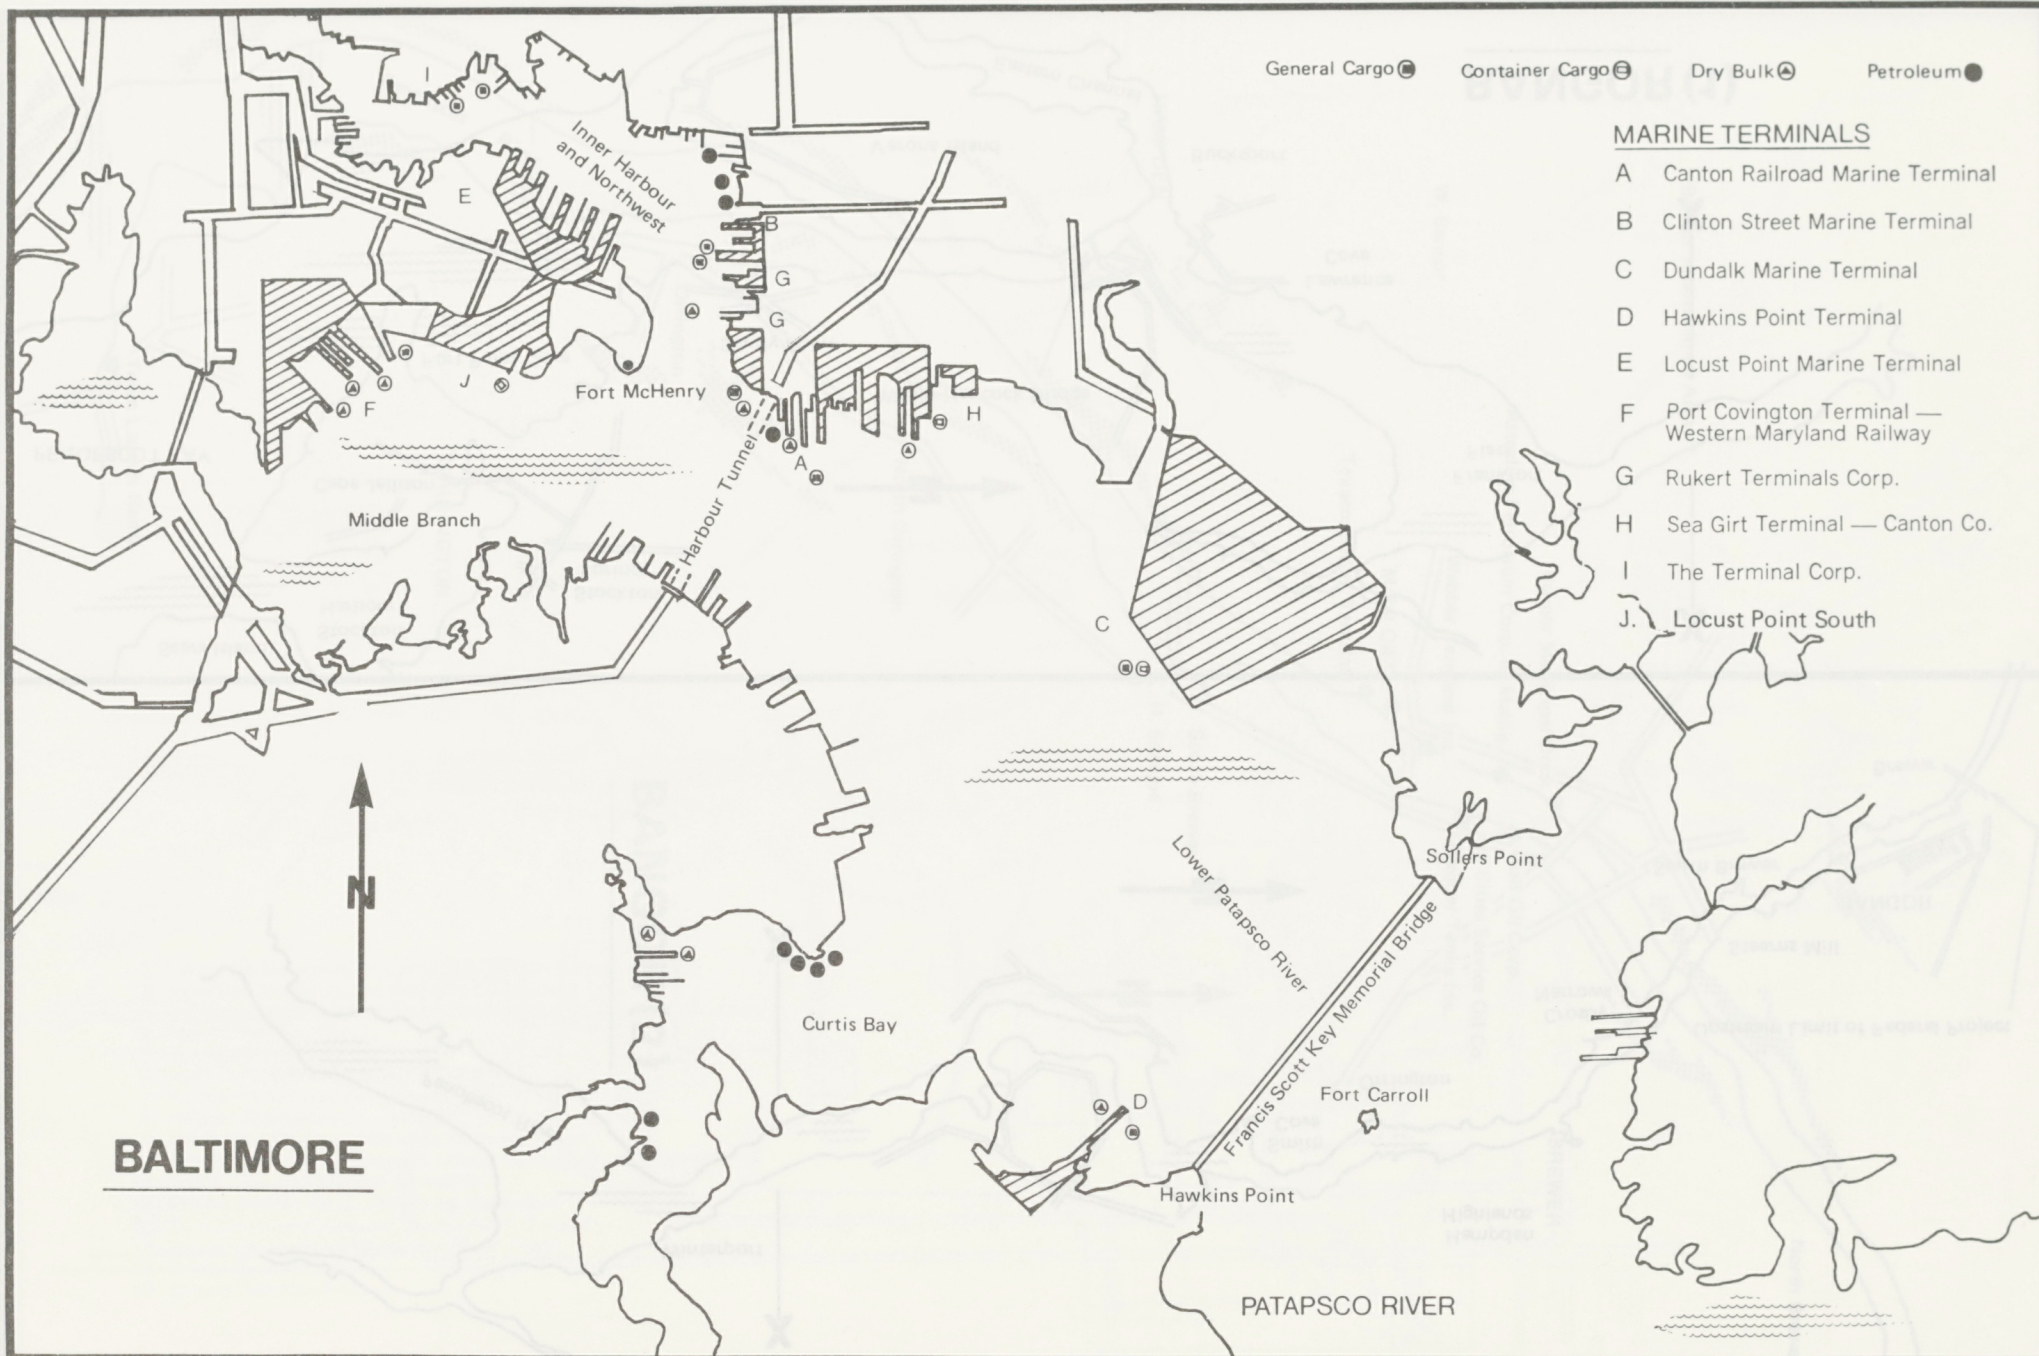 General Cargo
Container Cargo
Dry Bulk
Petroleum
MARINE TERMINALS
A Canton Railroad Marine Terminal
B Clinton Street Marine Terminal
C Dundalk Marine Terminal
D Hawkins Point Terminal
E Locust Point Marine Terminal
F Port Covington Terminal —
Western Maryland Railway
G Rukert Terminals Corp.
H Sea Girt Terminal — Canton Co.
I The Terminal Corp.
J. Locust Point South
I
Inner Harbour
and Northwest
E
B
G
G
J
F
Fort McHenry
H
A
Harbour Tunnel
Middle Branch
C
N
Sollers Point
Lower Patapsco River
Francis Scott Key Memorial Bridge
Curtis Bay
Fort Carroll
D
BALTIMORE
Hawkins Point
PATAPSCO RIVER